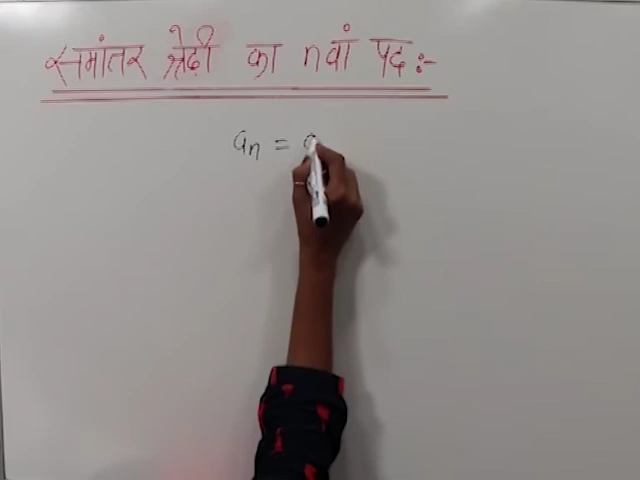 समांतर श्रेढ़ी का nवां पद :-
aₙ = a